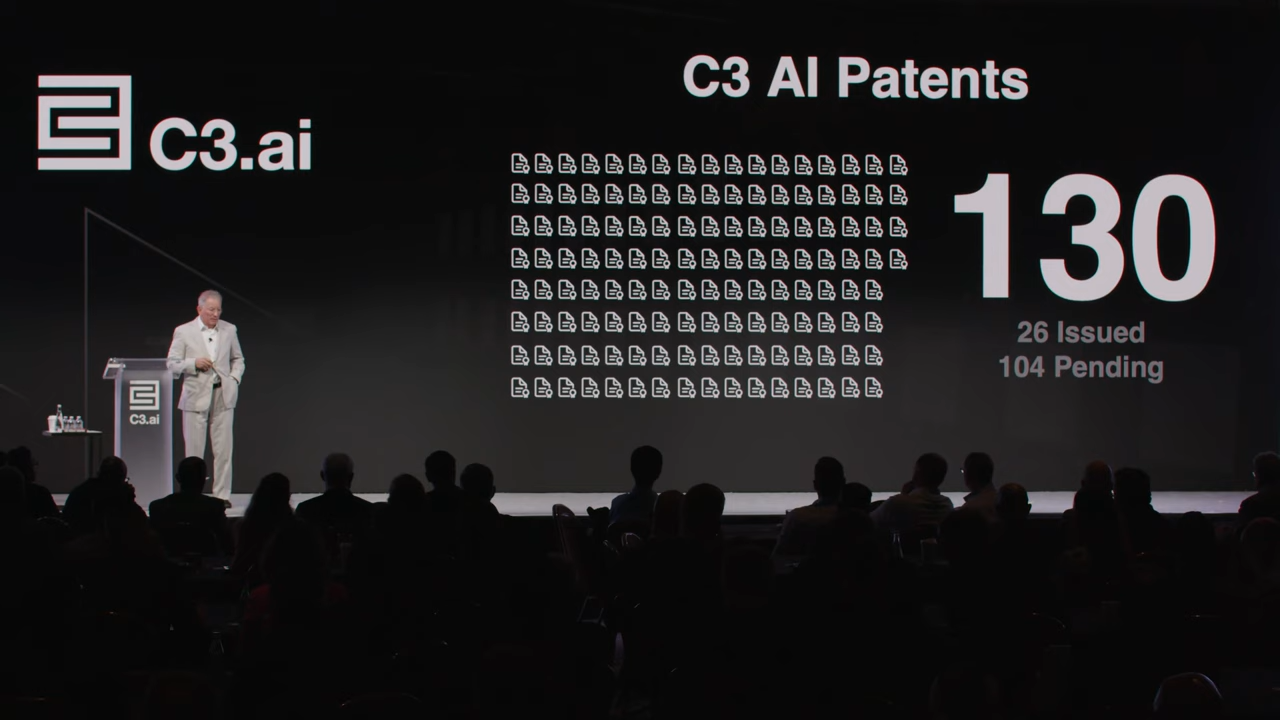 C3.ai
C3 AI Patents
130
26 Issued
104 Pending
C3.ai